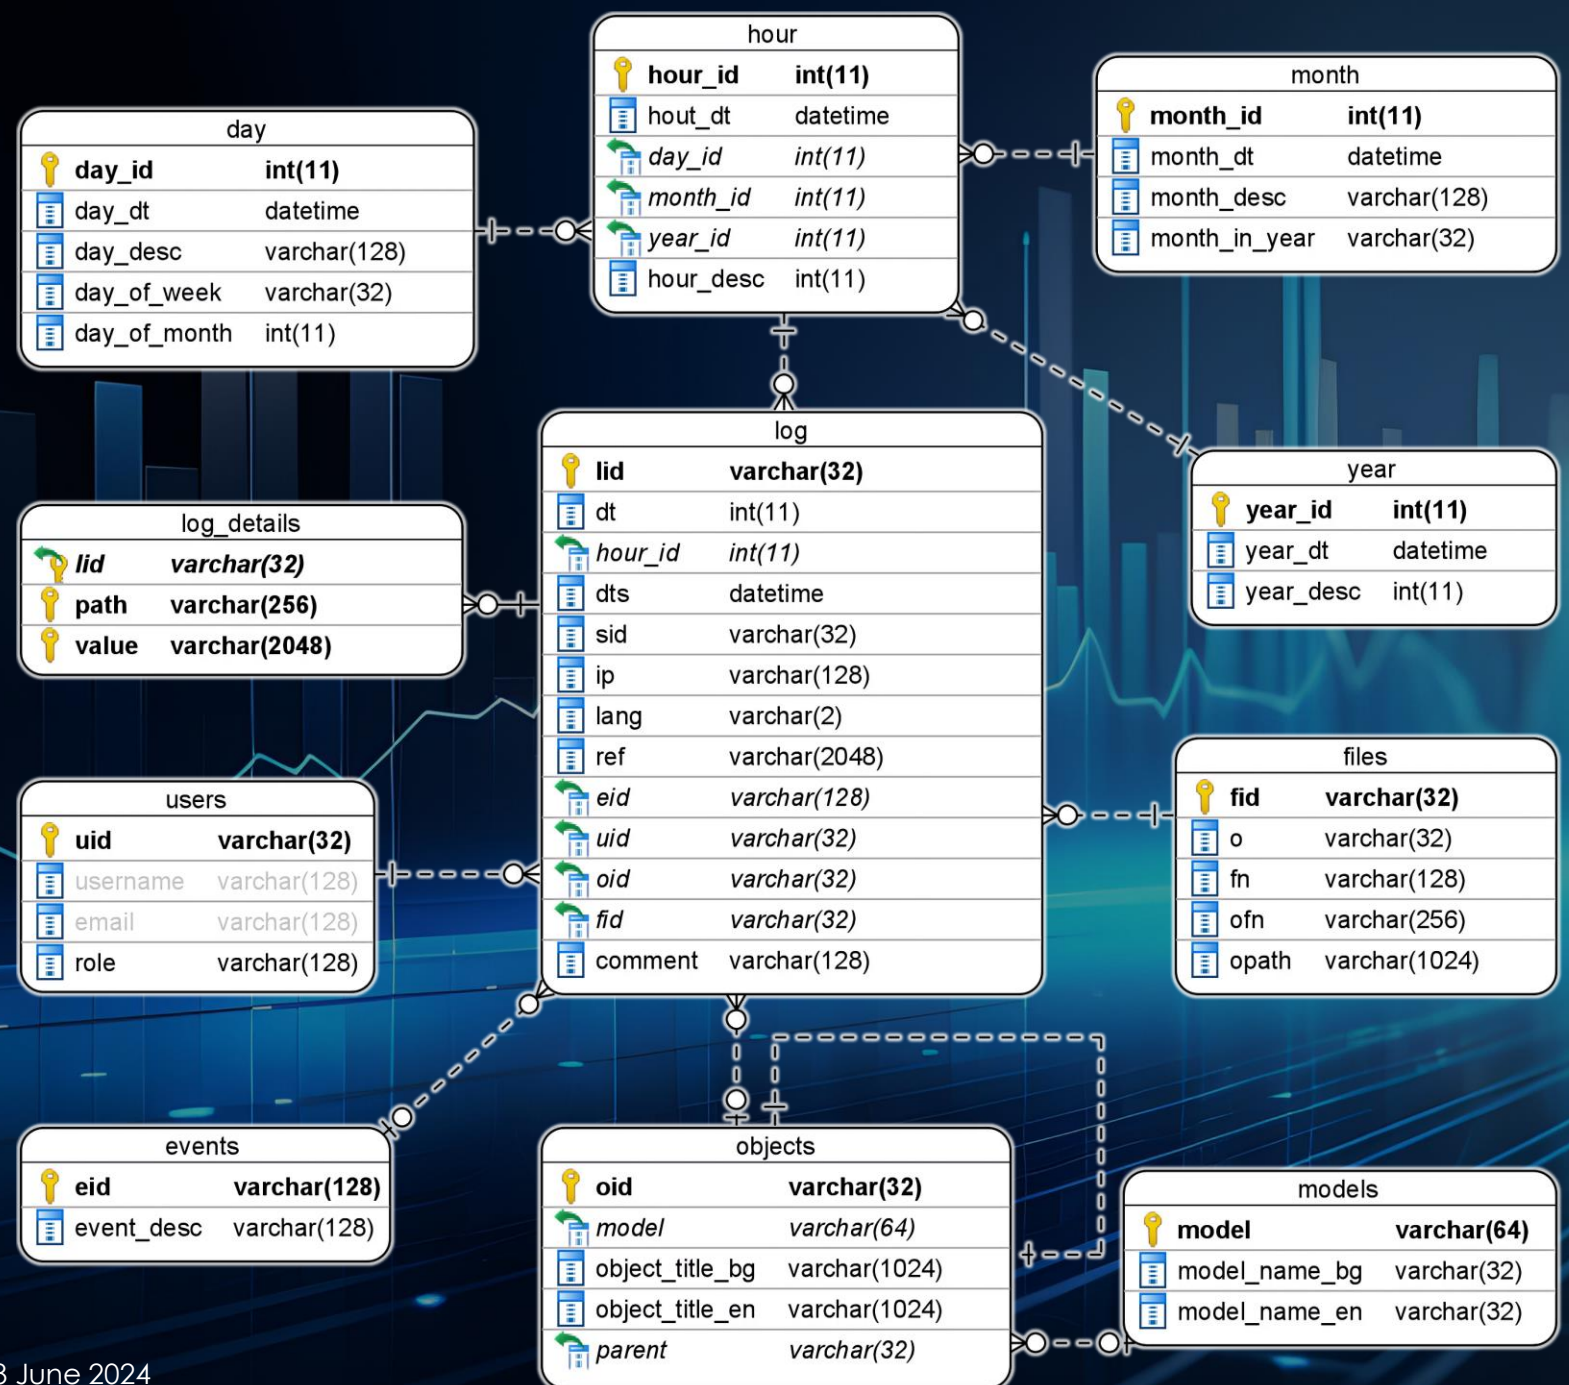 hour
hour_id int(11)
hout_dt datetime
day_id int(11)
month_id int(11)
year_id int(11)
hour_desc int(11)
month
month_id int(11)
month_dt datetime
month_desc varchar(128)
month_in_year varchar(32)
day
day_id int(11)
day_dt datetime
day_desc varchar(128)
day_of_week varchar(32)
day_of_month int(11)
log
lid varchar(32)
dt int(11)
hour_id int(11)
dts datetime
sid varchar(32)
ip varchar(128)
lang varchar(2)
ref varchar(2048)
eid varchar(128)
uid varchar(32)
oid varchar(32)
fid varchar(32)
comment varchar(128)
year
year_id int(11)
year_dt datetime
year_desc int(11)
log_details
lid varchar(32)
path varchar(256)
value varchar(2048)
files
fid varchar(32)
o varchar(32)
fn varchar(128)
ofn varchar(256)
opath varchar(1024)
users
uid varchar(32)
username varchar(128)
email varchar(128)
role varchar(128)
events
eid varchar(128)
event_desc varchar(128)
objects
oid varchar(32)
model varchar(64)
object_title_bg varchar(1024)
object_title_en varchar(1024)
parent varchar(32)
models
model varchar(64)
model_name_bg varchar(32)
model_name_en varchar(32)
June 2024